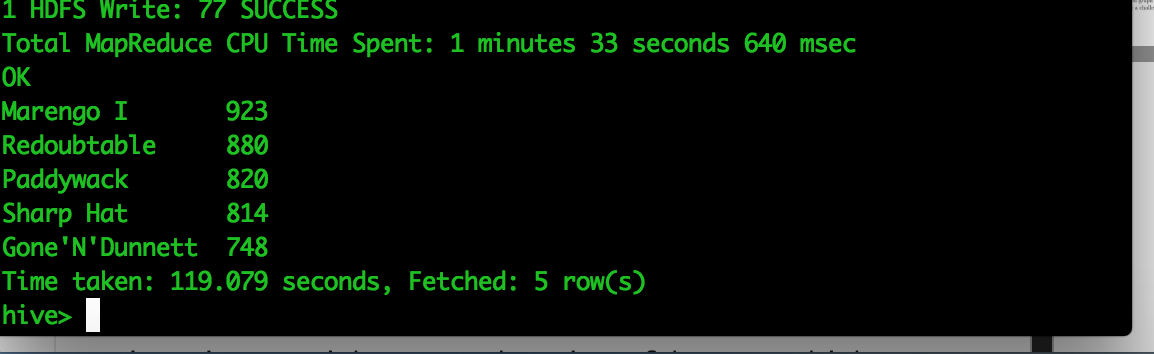 1 HDFS Write: 77 SUCCESS
Total MapReduce CPU Time Spent: 1 minutes 33 seconds 640 msec
OK
Marengo I       923
Redoubtable     880
Paddywack       820
Sharp Hat       814
Gone'N'Dunnett  748
Time taken: 119.079 seconds, Fetched: 5 row(s)
hive>